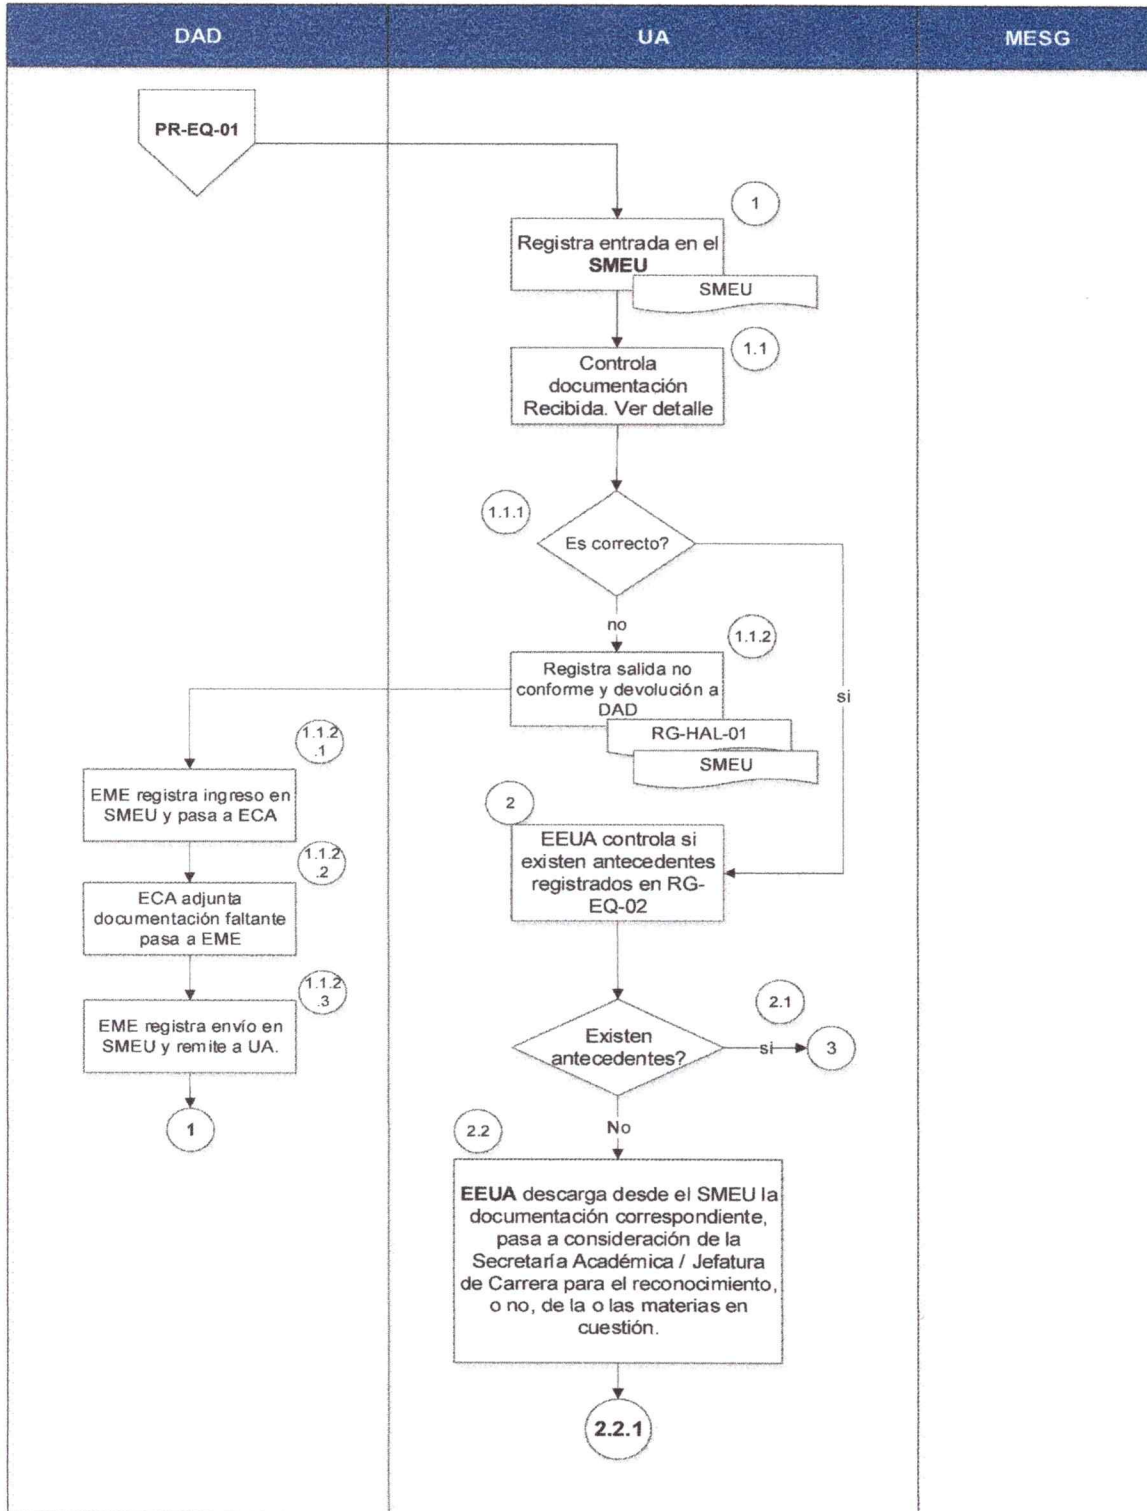 DAD
UA
MESG
PR-EQ-01
1
Registra entrada en el
SMEU
SMEU
1.1
Controla
documentación
Recibida. Ver detalle
1.1.1
Es correcto?
no
si
1.1.2
Registra salida no
conforme y devolución a
DAD
RG-HAL-01
SMEU
1.1.2
.1
EME registra ingreso en
SMEU y pasa a ECA
1.1.2
.2
ECA adjunta
documentación faltante
pasa a EME
1.1.2
.3
EME registra envío en
SMEU y remite a UA.
1
2
EEUA controla si
existen antecedentes
registrados en RG-
EQ-02
Existen
antecedentes?
2.1
si
3
No
2.2
EEUA descarga desde el SMEU la
documentación correspondiente,
pasa a consideración de la
Secretaría Académica / Jefatura
de Carrera para el reconocimiento,
o no, de la o las materias en
cuestión.
2.2.1